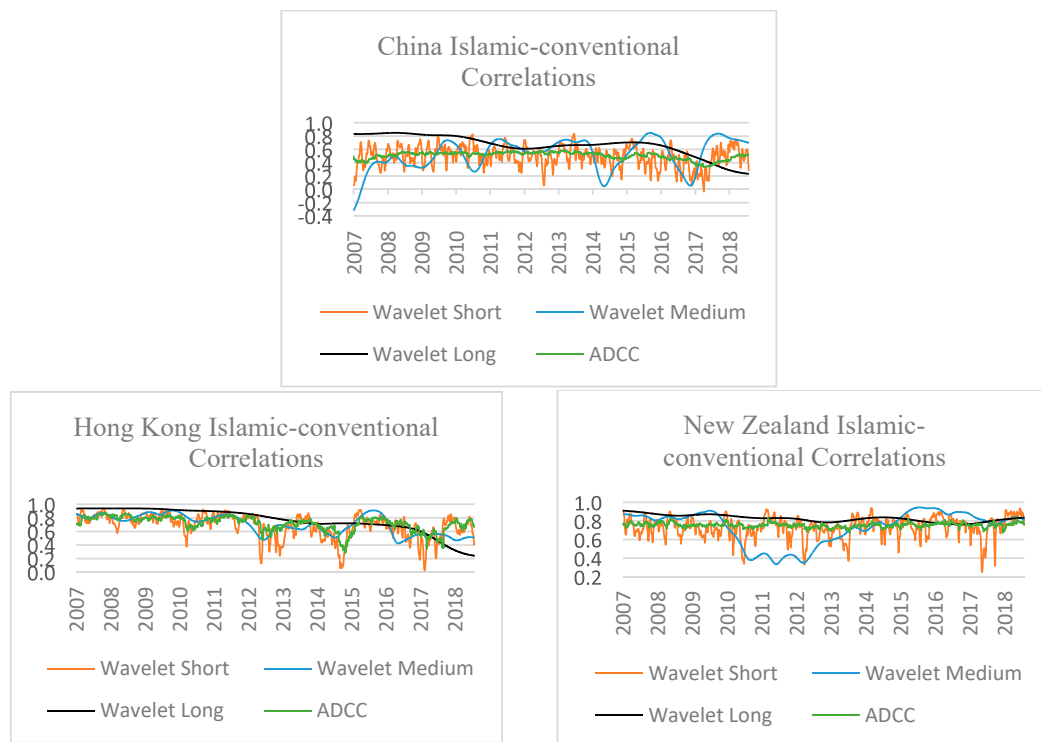 China Islamic-conventional
Correlations
1.0
0.8
0.6
0.4
0.2
0.0
-0.2
-0.4
2007 2008 2009 2010 2011 2012 2013 2014 2015 2016 2017 2018
Wavelet Short Wavelet Medium
Wavelet Long ADCC
Hong Kong Islamic-conventional
Correlations
1.0
0.8
0.6
0.4
0.2
0.0
2007 2008 2009 2010 2011 2012 2013 2014 2015 2016 2017 2018
Wavelet Short Wavelet Medium
Wavelet Long ADCC
New Zealand Islamic-
conventional Correlations
1.0
0.8
0.6
0.4
0.2
2007 2008 2009 2010 2011 2012 2013 2014 2015 2016 2017 2018
Wavelet Short Wavelet Medium
Wavelet Long ADCC